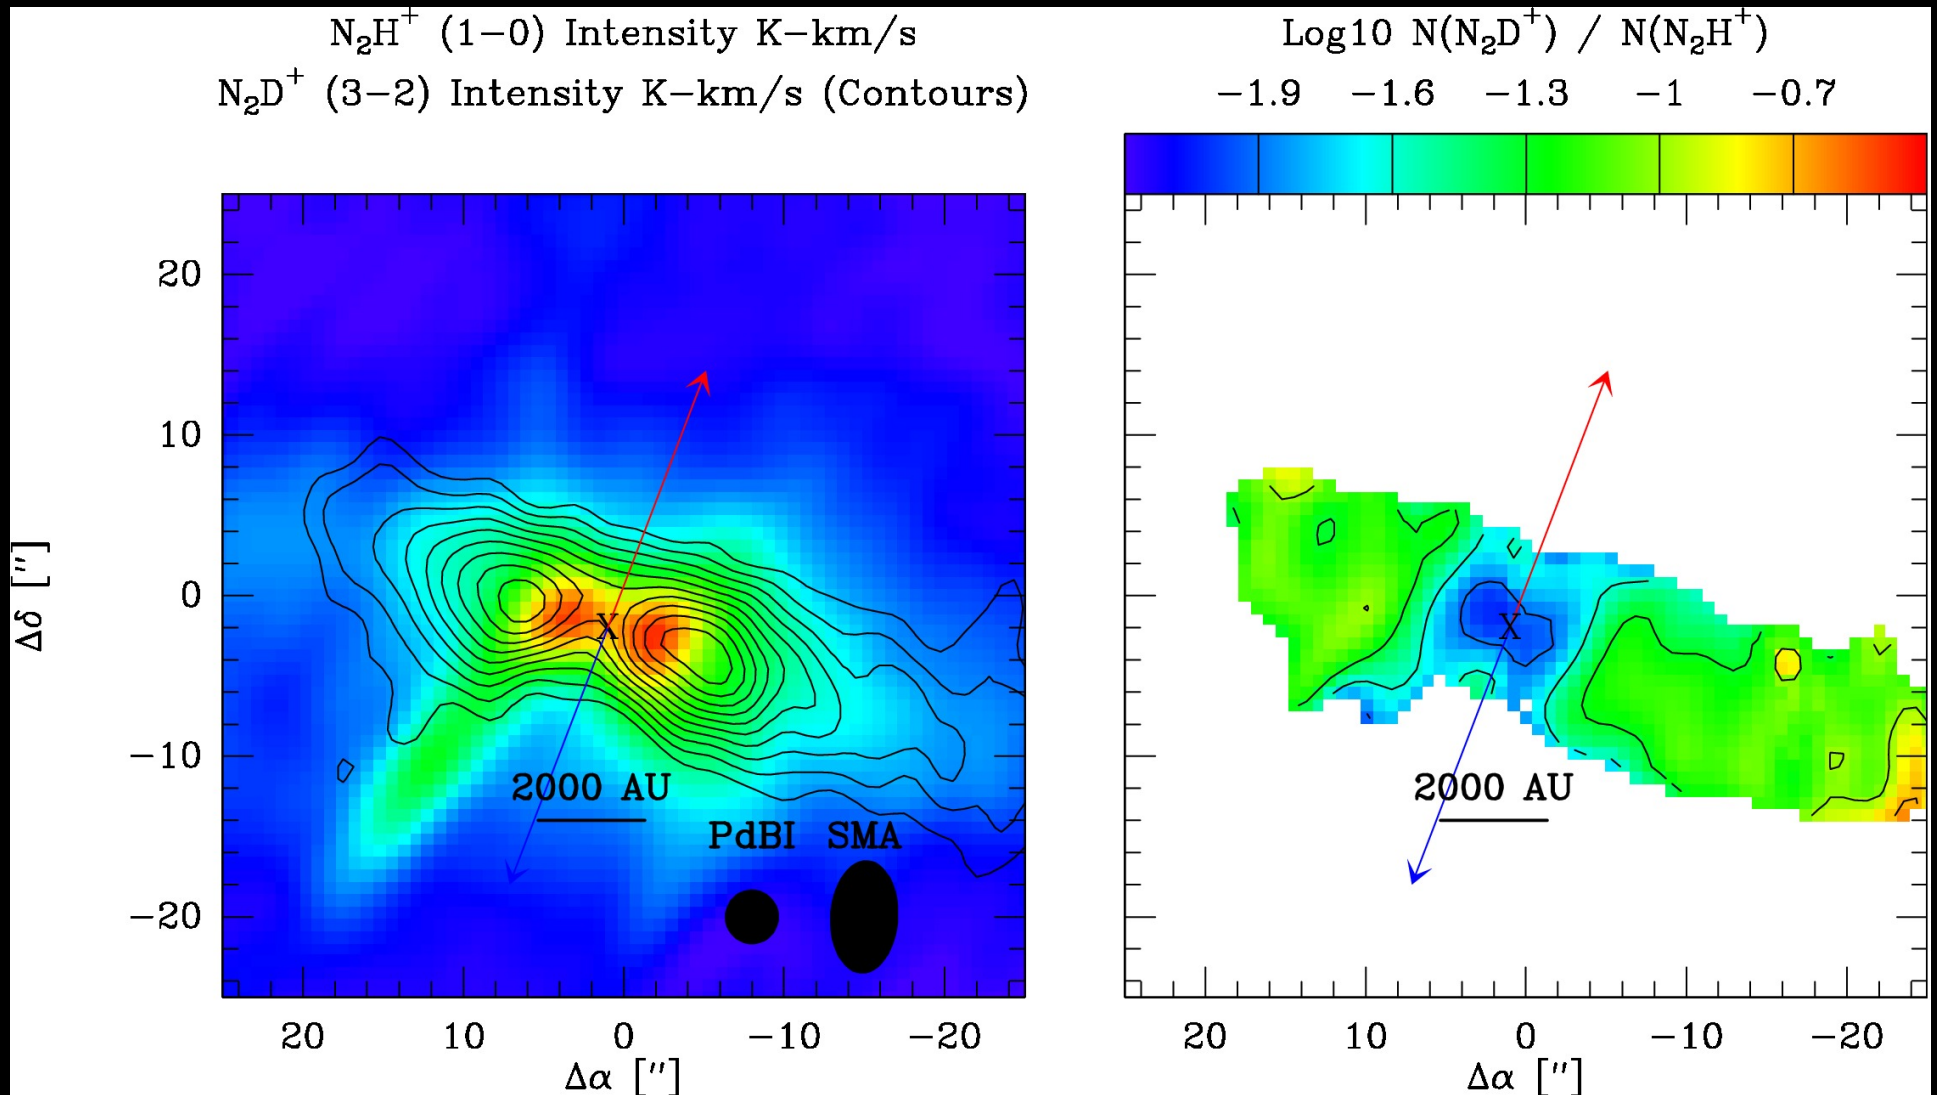 N₂H⁺ (1−0) Intensity K−km/s
N₂D⁺ (3−2) Intensity K−km/s (Contours)
Log10 N(N₂D⁺) / N(N₂H⁺)
−1.9 −1.6 −1.3 −1 −0.7
20
10
0
−10
−20
Δδ ["]
X
2000 AU
PdBI SMA
20 10 0 −10 −20
Δα ["]
X
2000 AU
20 10 0 −10 −20
Δα ["]